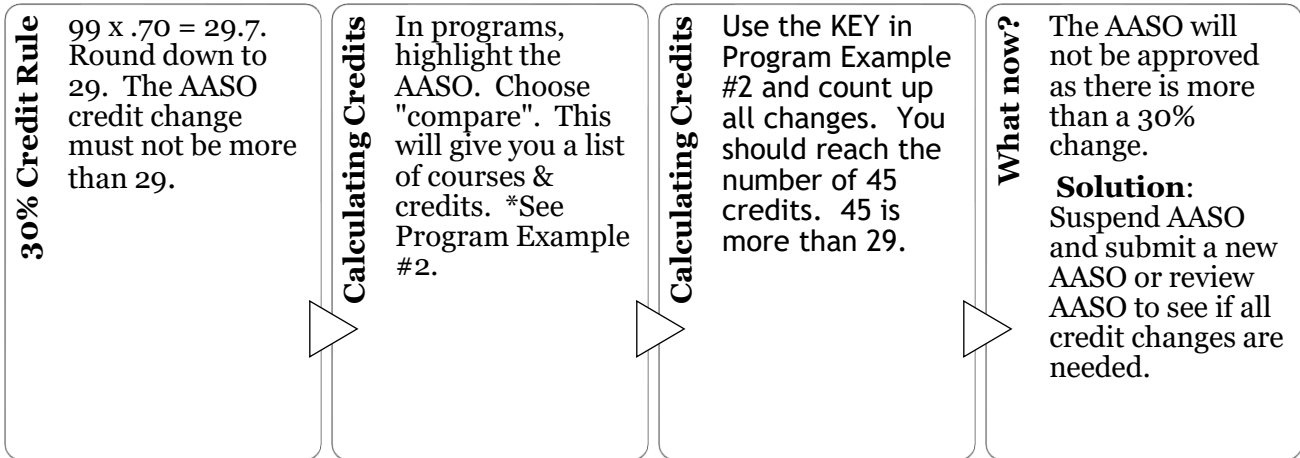 30% Credit Rule
99 x .70 = 29.7.
Round down to
29. The AASO
credit change
must not be more
than 29.
Calculating Credits
In programs,
highlight the
AASO. Choose
"compare". This
will give you a list
of courses &
credits. *See
Program Example
#2.
Calculating Credits
Use the KEY in
Program Example
#2 and count up
all changes. You
should reach the
number of 45
credits. 45 is
more than 29.
What now?
The AASO will
not be approved
as there is more
than a 30%
change.
Solution:
Suspend AASO
and submit a new
AASO or review
AASO to see if all
credit changes are
needed.